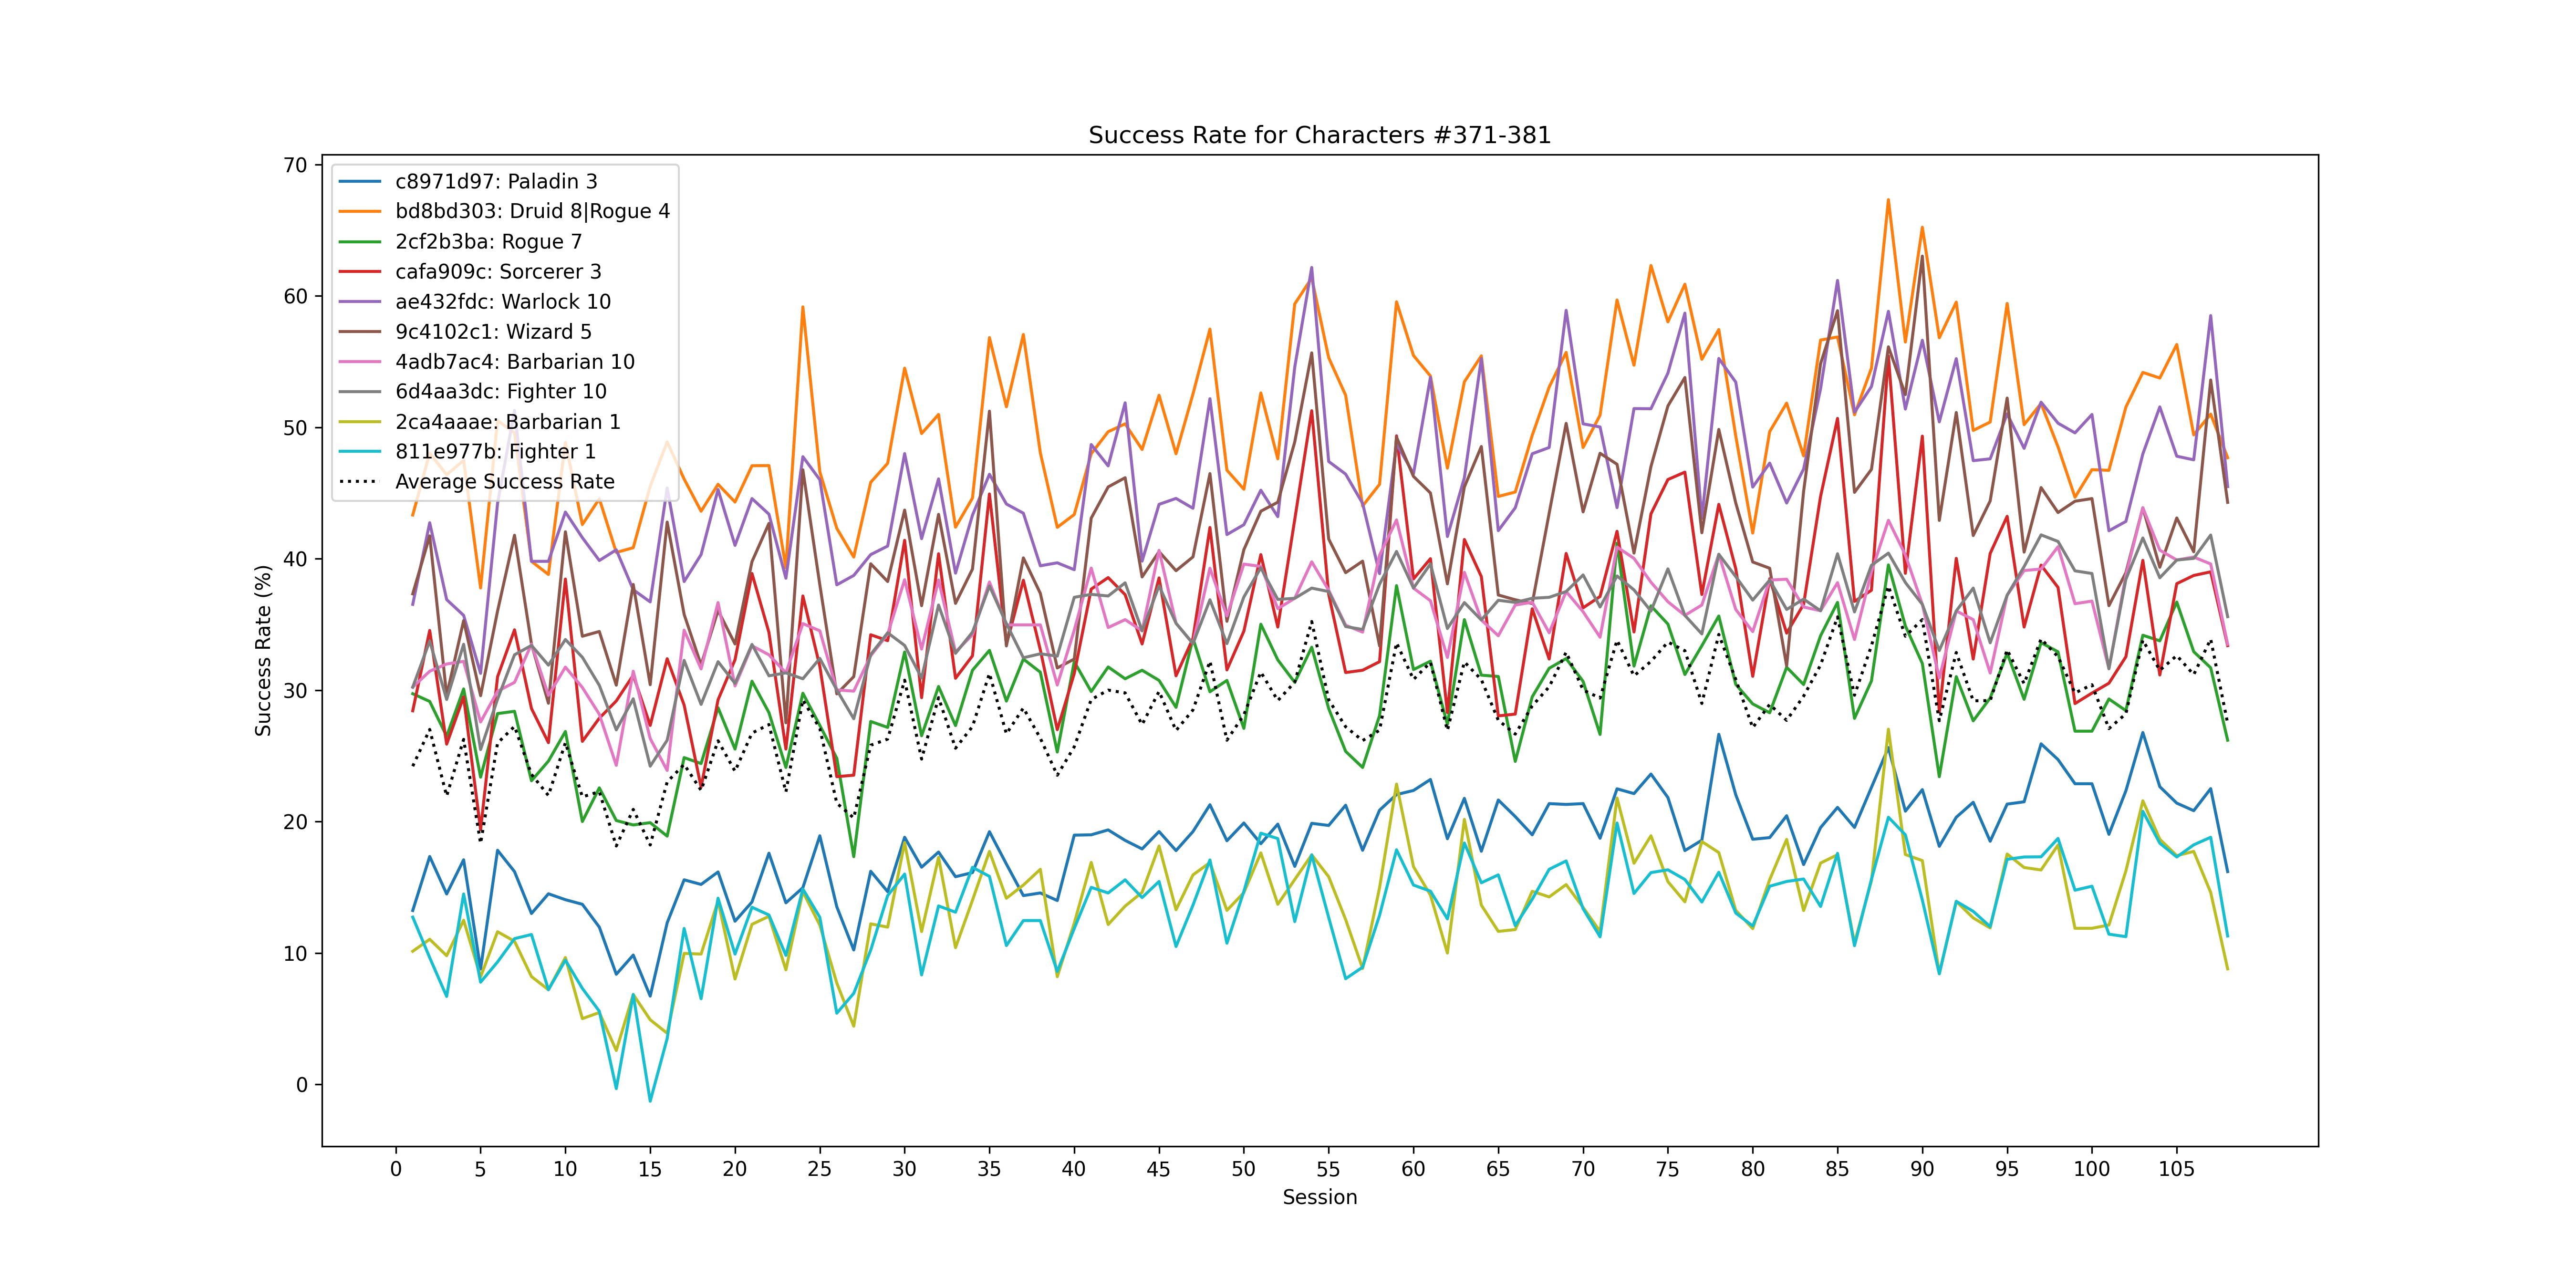 Success Rate for Characters #371-381
Success Rate (%)
70
60
50
40
30
20
10
0
c8971d97: Paladin 3
bd8bd303: Druid 8|Rogue 4
2cf2b3ba: Rogue 7
cafa909c: Sorcerer 3
ae432fdc: Warlock 10
9c4102c1: Wizard 5
4adb7ac4: Barbarian 10
6d4aa3dc: Fighter 10
2ca4aaae: Barbarian 1
811e977b: Fighter 1
Average Success Rate
0 5 10 15 20 25 30 35 40 45 50 55 60 65 70 75 80 85 90 95 100 105
Session